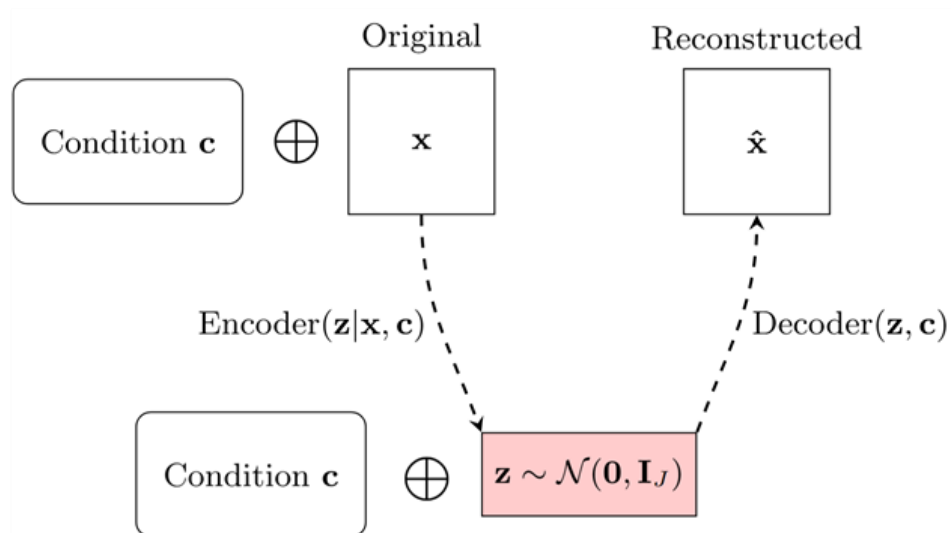 Original
Reconstructed
Condition c
⊕
x
x̂
Encoder(z|x, c)
Decoder(z, c)
Condition c
⊕
z ∼ 𝒩(0, I_J)